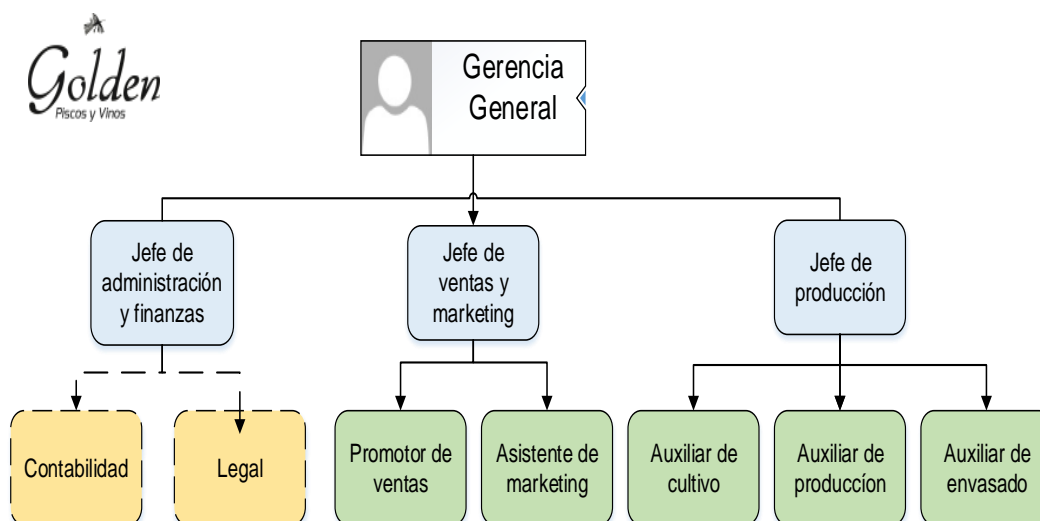 Golden
Piscos y Vinos
Gerencia
General
Jefe de
administración
y finanzas
Jefe de
ventas y
marketing
Jefe de
producción
Contabilidad
Legal
Promotor de
ventas
Asistente de
marketing
Auxiliar de
cultivo
Auxiliar de
produccíon
Auxiliar de
envasado